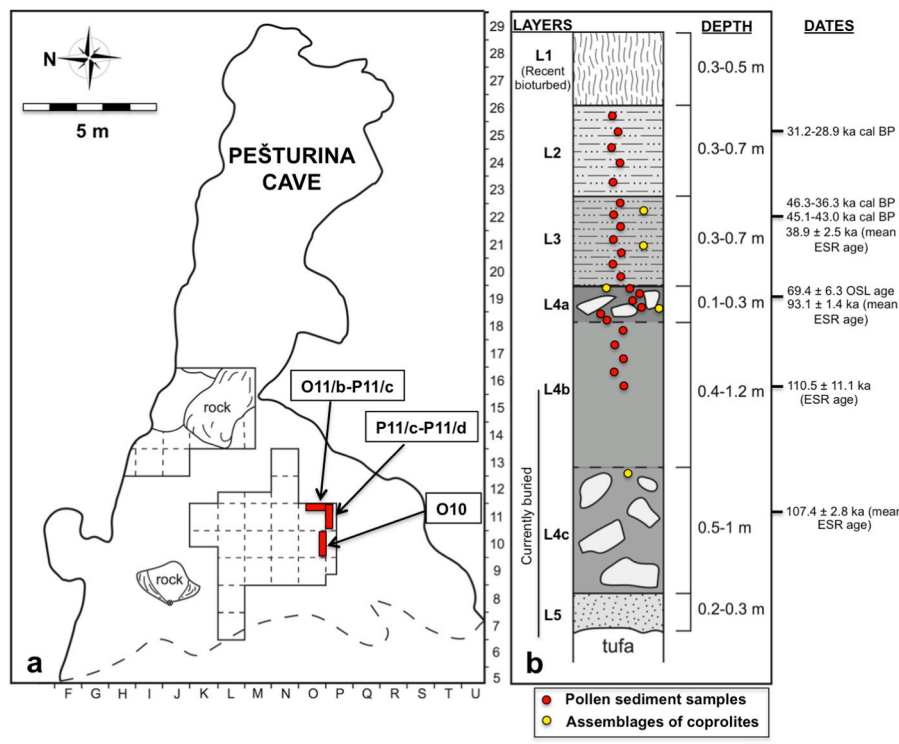 N
5 m
PEŠTURINA
CAVE
rock
O11/b-P11/c
P11/c-P11/d
O10
rock
a
29
28
27
26
25
24
23
22
21
20
19
18
17
16
15
14
13
12
11
10
9
8
7
6
5
F G H I J K L M N O P Q R S T U
LAYERS DEPTH DATES
L1
(Recent
bioturbed)
0.3-0.5 m
L2
0.3-0.7 m
31.2-28.9 ka cal BP
L3
0.3-0.7 m
46.3-36.3 ka cal BP
45.1-43.0 ka cal BP
38.9 ± 2.5 ka (mean
ESR age)
L4a
0.1-0.3 m
69.4 ± 6.3 OSL age
93.1 ± 1.4 ka (mean
ESR age)
L4b
0.4-1.2 m
110.5 ± 11.1 ka
(ESR age)
Currently buried
L4c
0.5-1 m
107.4 ± 2.8 ka (mean
ESR age)
L5
0.2-0.3 m
tufa
b
Pollen sediment samples
Assemblages of coprolites